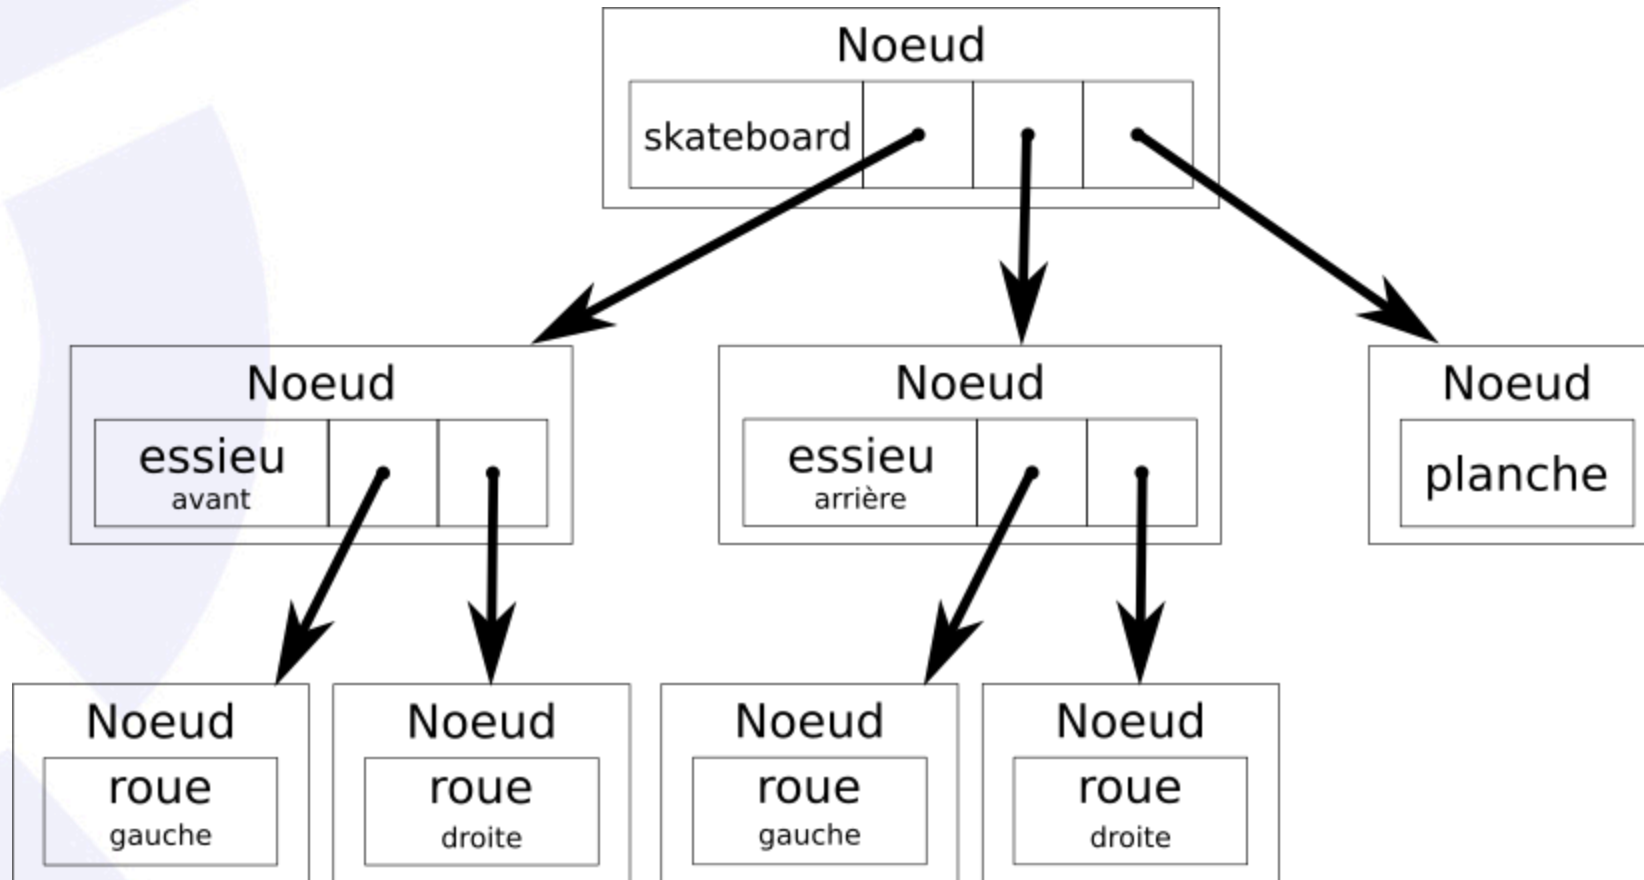 Noeud
skateboard
Noeud
essieu
avant
Noeud
essieu
arrière
Noeud
planche
Noeud
roue
gauche
Noeud
roue
droite
Noeud
roue
gauche
Noeud
roue
droite